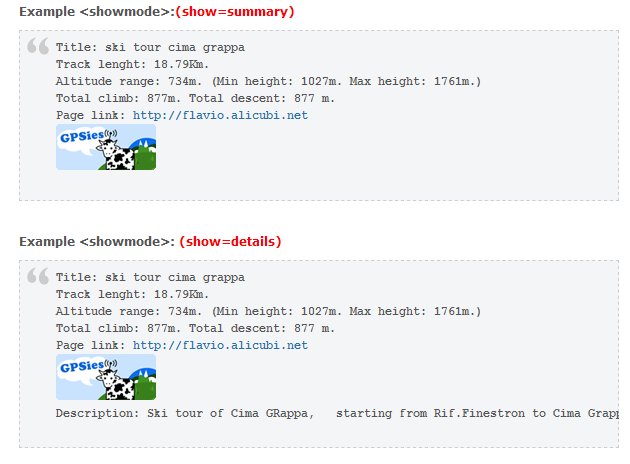 Example <showmode>:(show=summary)
Title: ski tour cima grappa
Track lenght: 18.79Km.
Altitude range: 734m. (Min height: 1027m. Max height: 1761m.)
Total climb: 877m. Total descent: 877 m.
Page link: http://flavio.alicubi.net
GPSies
Example <showmode>: (show=details)
Title: ski tour cima grappa
Track lenght: 18.79Km.
Altitude range: 734m. (Min height: 1027m. Max height: 1761m.)
Total climb: 877m. Total descent: 877 m.
Page link: http://flavio.alicubi.net
GPSies
Description: Ski tour of Cima GRappa,   starting from Rif.Finestron to Cima Grapp